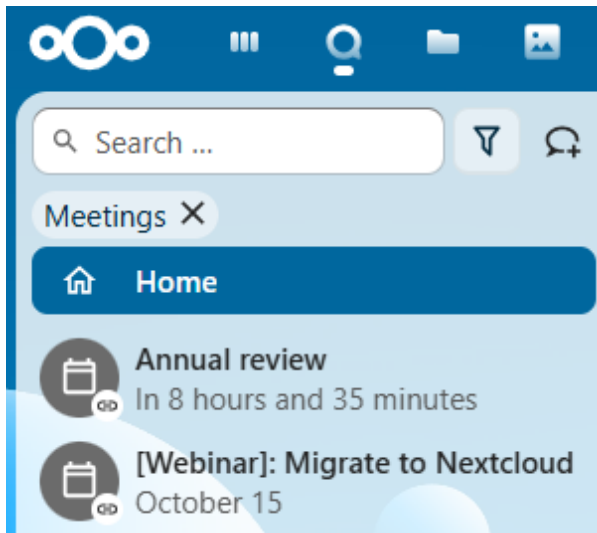 Search ...
Meetings
Home
Annual review
In 8 hours and 35 minutes
[Webinar]: Migrate to Nextcloud
October 15